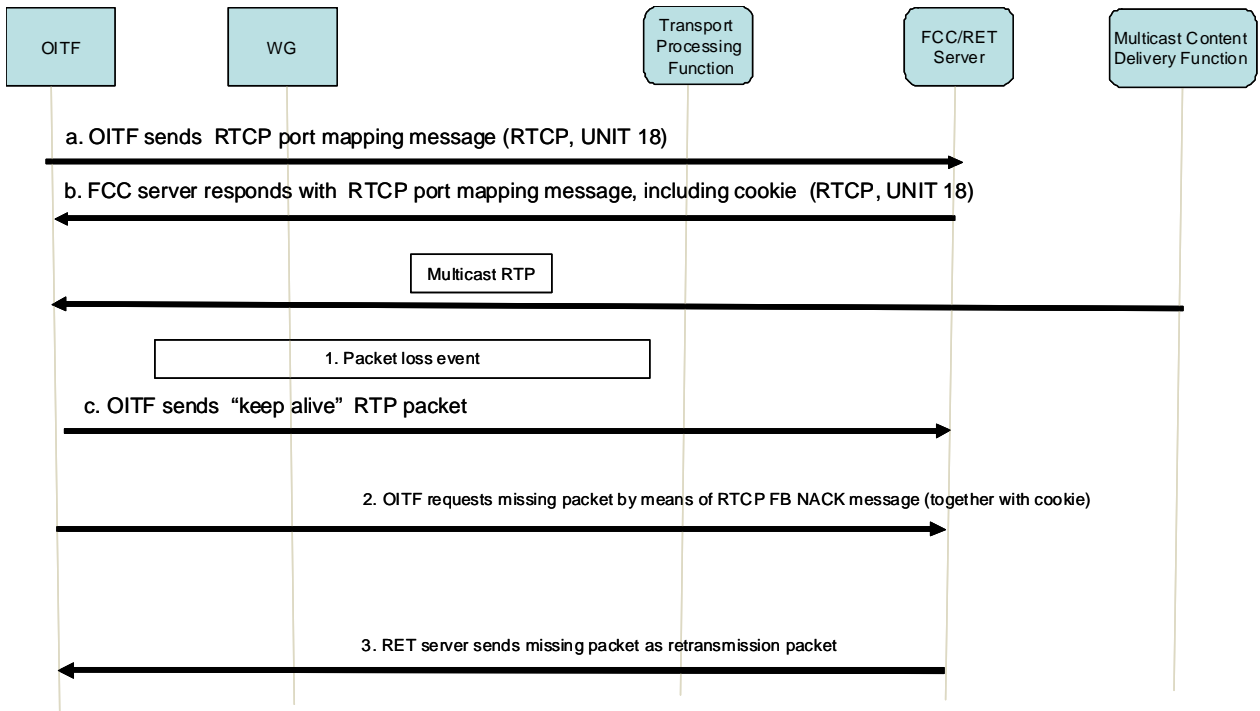 OITF
WG
Transport
Processing
Function
FCC/RET
Server
Multicast Content
Delivery Function
a. OITF sends RTCP port mapping message (RTCP, UNIT 18)
b. FCC server responds with RTCP port mapping message, including cookie (RTCP, UNIT 18)
Multicast RTP
1. Packet loss event
c. OITF sends “keep alive” RTP packet
2. OITF requests missing packet by means of RTCP FB NACK message (together with cookie)
3. RET server sends missing packet as retransmission packet